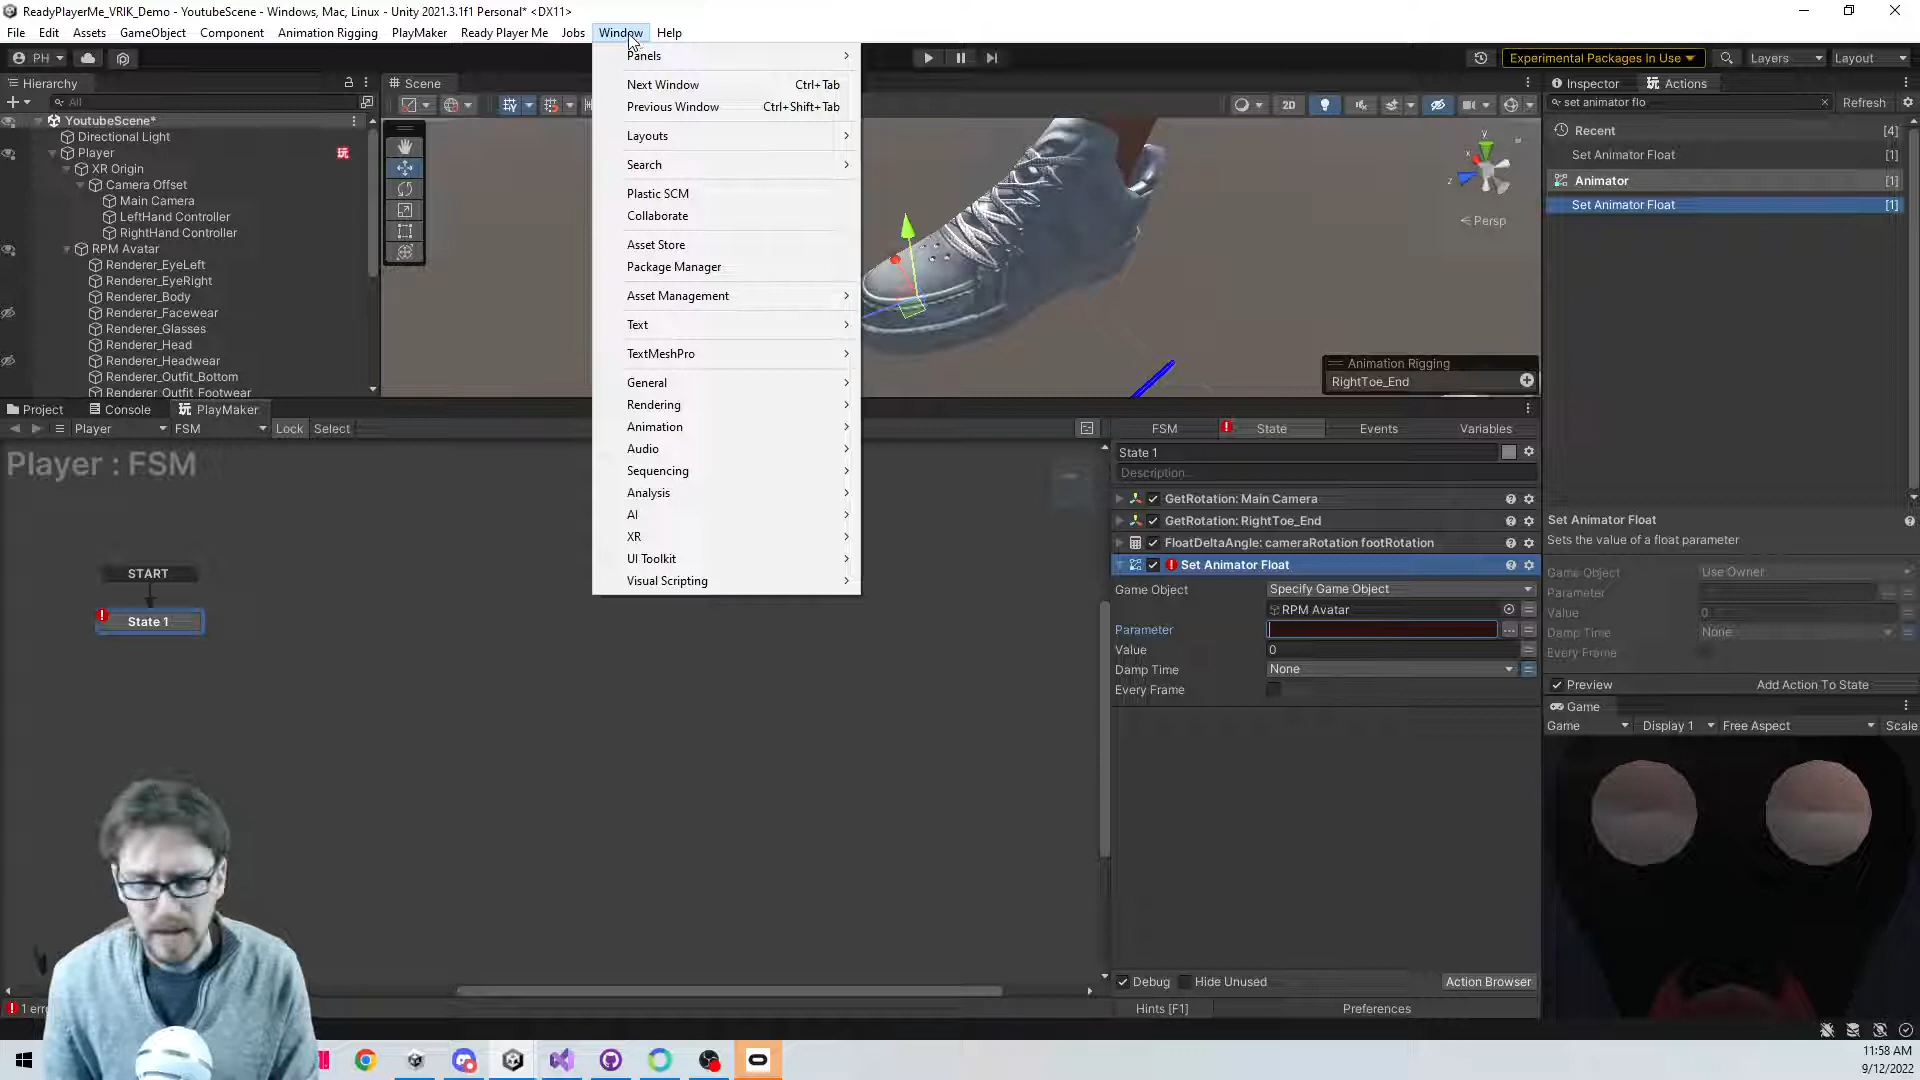 ReadyPlayerMe_VRIK_Demo - YoutubeScene - Windows, Mac, Linux - Unity 2021.3.1f1 Personal* <DX11>
File Edit Assets GameObject Component Animation Rigging PlayMaker Ready Player Me Jobs Window Help
PH
Experimental Packages In Use
Layers
Layout
Hierarchy
All
YoutubeScene*
Directional Light
Player
玩
XR Origin
Camera Offset
Main Camera
LeftHand Controller
RightHand Controller
RPM Avatar
Renderer_EyeLeft
Renderer_EyeRight
Renderer_Body
Renderer_Facewear
Renderer_Glasses
Renderer_Head
Renderer_Headwear
Renderer_Outfit_Bottom
Renderer_Outfit_Footwear
Scene
2D
y
x
z
Persp
Animation Rigging
RightToe_End
Panels
Next Window Ctrl+Tab
Previous Window Ctrl+Shift+Tab
Layouts
Search
Plastic SCM
Collaborate
Asset Store
Package Manager
Asset Management
Text
TextMeshPro
General
Rendering
Animation
Audio
Sequencing
Analysis
AI
XR
UI Toolkit
Visual Scripting
Inspector
Actions
set animator flo
Refresh
Recent [4]
Set Animator Float [1]
Animator [1]
Set Animator Float [1]
Set Animator Float
Sets the value of a float parameter
Game Object Use Owner
Parameter
Value 0
Damp Time None
Every Frame
Preview
Add Action To State
Game
Game Display 1 Free Aspect Scale
Project
Console
玩 PlayMaker
Player
FSM
Lock
Select
Player : FSM
START
State 1
FSM
State
Events
Variables
State 1
Description...
GetRotation: Main Camera
GetRotation: RightToe_End
FloatDeltaAngle: cameraRotation footRotation
Set Animator Float
Game Object Specify Game Object
RPM Avatar
Parameter
Value 0
Damp Time None
Every Frame
Debug
Hide Unused
Action Browser
1 err
Hints [F1]
Preferences
11:58 AM
9/12/2022